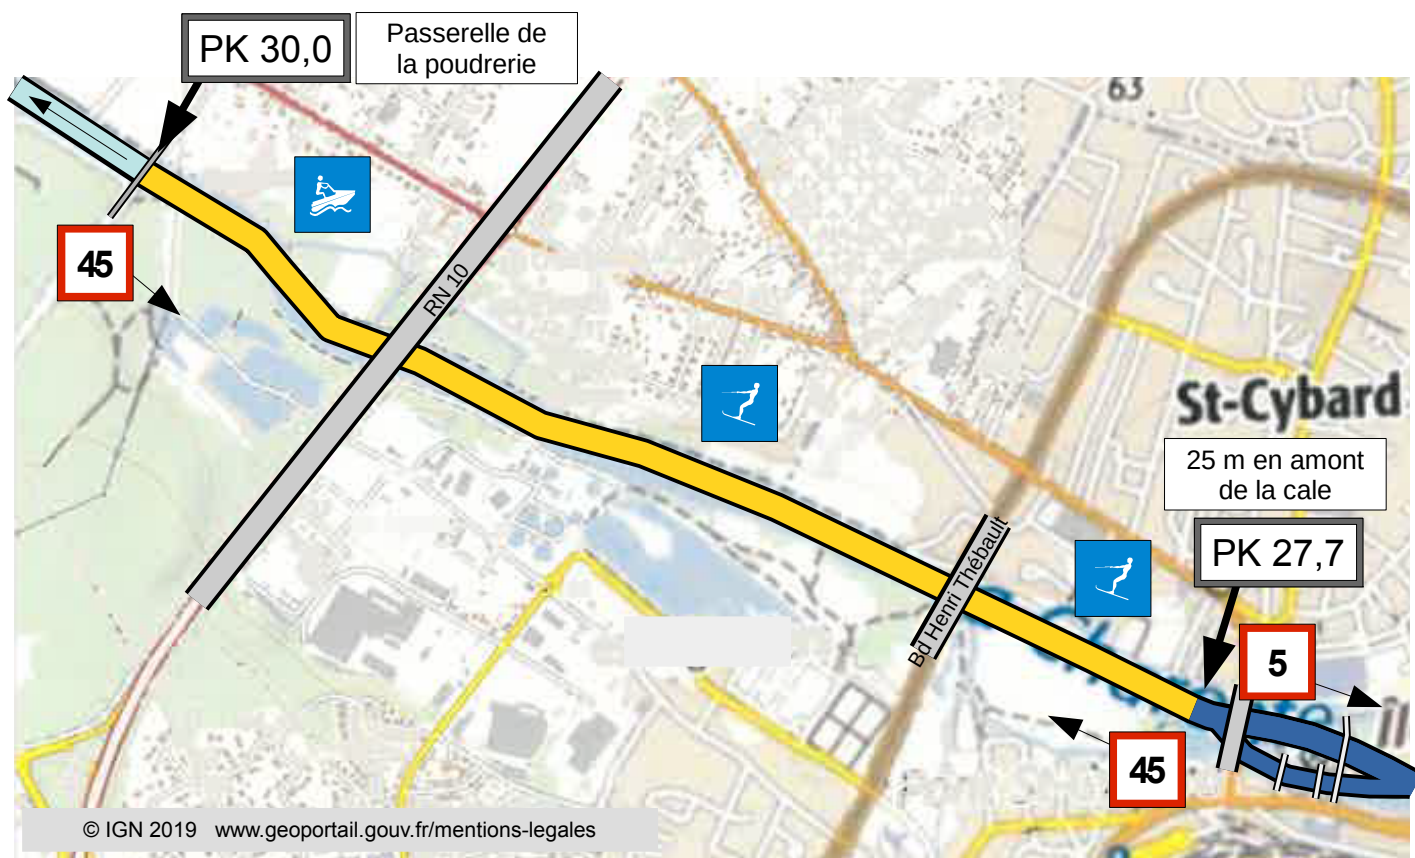 PK 30,0
Passerelle de
la poudrerie
63
45
RN 10
St-Cybard
25 m en amont
de la cale
PK 27,7
Bd Henri Thébault
5
45
© IGN 2019 www.geoportail.gouv.fr/mentions-legales